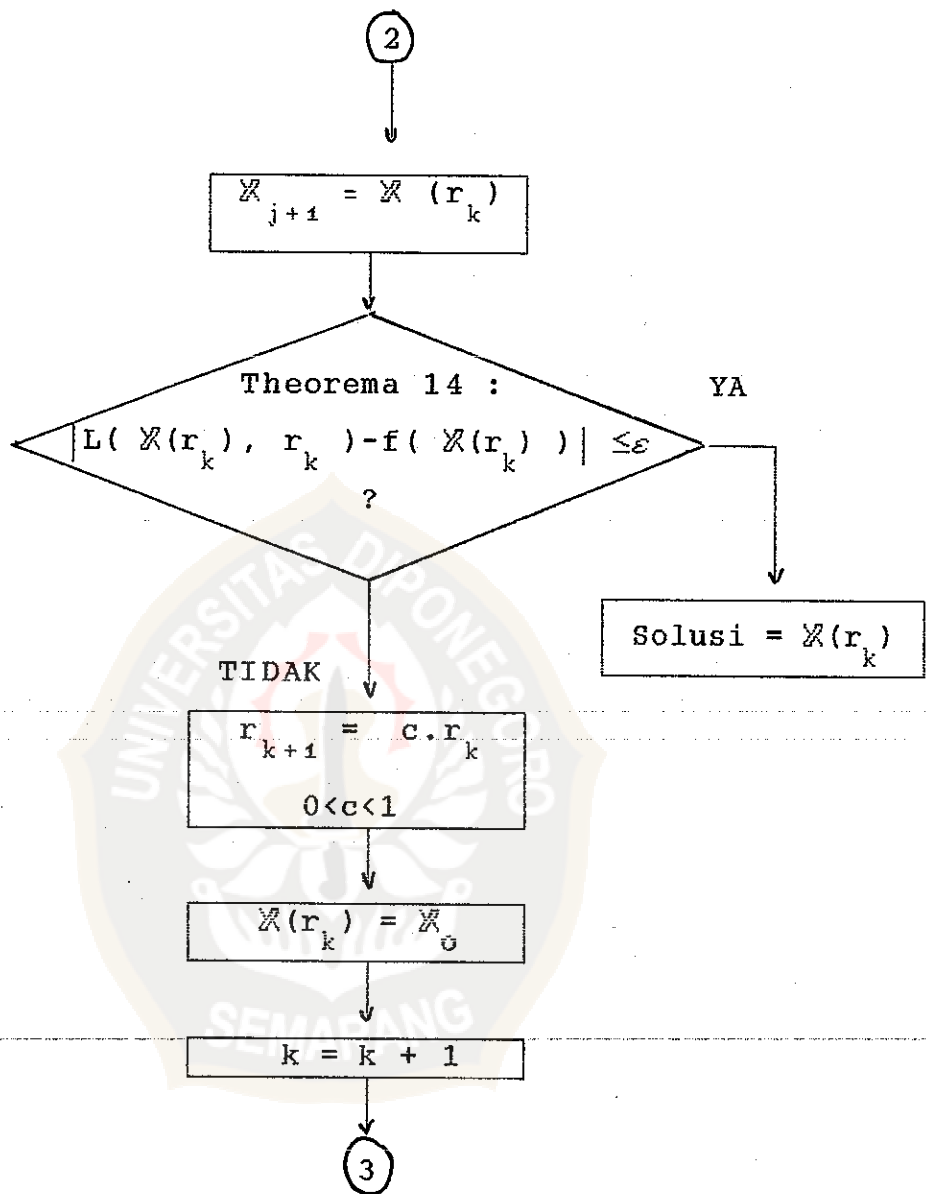 2
𝕏_{j+1} = 𝕏 (r_k)
Theorema 14 :
|L( 𝕏(r_k), r_k )-f( 𝕏(r_k) )| ≤ε
?
YA
Solusi = 𝕏(r_k)
TIDAK
r_{k+1} = c.r_k
0<c<1
𝕏(r_k) = 𝕏_0
k = k + 1
3
UNIVERSITAS DIPONEGORO
SEMARANG